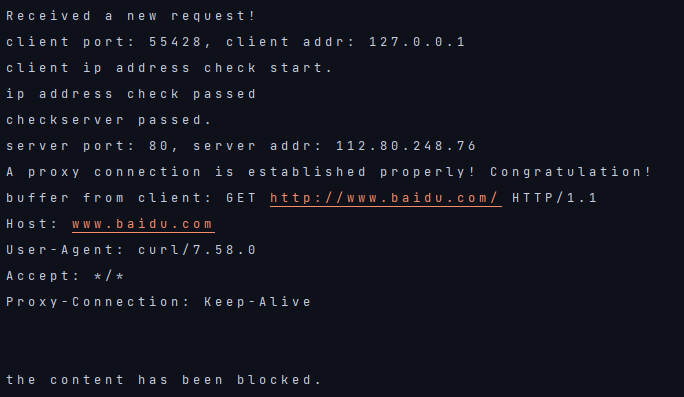 Received a new request!
client port: 55428, client addr: 127.0.0.1
client ip address check start.
ip address check passed
checkserver passed.
server port: 80, server addr: 112.80.248.76
A proxy connection is established properly! Congratulation!
buffer from client: GET http://www.baidu.com/ HTTP/1.1
Host: www.baidu.com
User-Agent: curl/7.58.0
Accept: */*
Proxy-Connection: Keep-Alive
the content has been blocked.